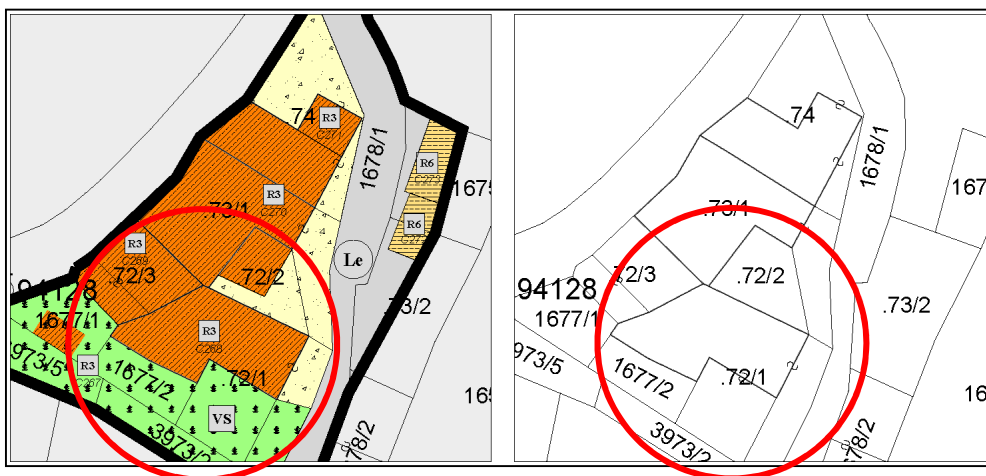 .74
R3
C271
1678/1
R6
C273
1675
R3
C270
.73/1
R6
R3
C269
Le
.72/3
.72/2
94128
.73/2
1677/1
R3
C268
3973/5
R3
C267
1677/2
.72/1
VS
3973/2
.74
1678/1
167
.73/1
.72/3
.72/2
94128
.73/2
1677/1
3973/5
1677/2
.72/1
16
3973/2
78/2